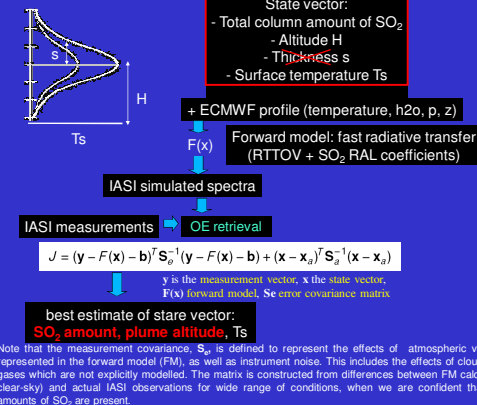 State vector:
- Total column amount of SO2
- Altitude H
- Thickness s
- Surface temperature Ts
s
H
Ts
+ ECMWF profile (temperature, h2o, p, z)
F(x)
Forward model: fast radiative transfer
(RTTOV + SO2 RAL coefficients)
IASI simulated spectra
IASI measurements
OE retrieval
J = (y – F(x) – b)^T S_e^{-1} (y – F(x) – b) + (x – x_a)^T S_a^{-1} (x – x_a)
y is the measurement vector, x the state vector,
F(x) forward model, Se error covariance matrix
best estimate of stare vector:
SO2 amount, plume altitude, Ts
Note that the measurement covariance, Se, is defined to represent the effects of atmospheric v
represented in the forward model (FM), as well as instrument noise. This includes the effects of clou
gases which are not explicitly modelled. The matrix is constructed from differences between FM calc
clear-sky) and actual IASI observations for wide range of conditions, when we are confident tha
amounts of SO2 are present.